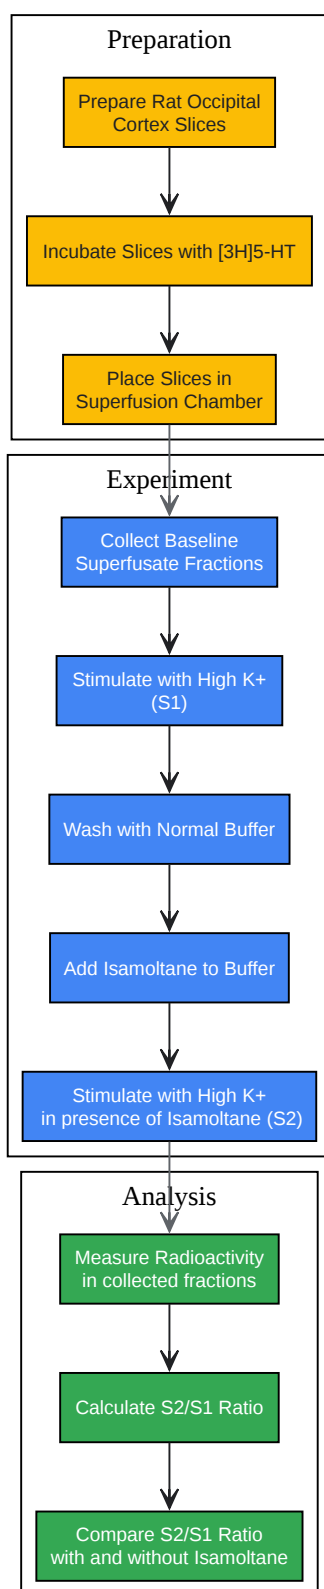 Preparation
Prepare Rat Occipital
Cortex Slices
Incubate Slices with [3H]5-HT
Place Slices in
Superfusion Chamber
Experiment
Collect Baseline
Superfusate Fractions
Stimulate with High K+
(S1)
Wash with Normal Buffer
Add Isamoltane to Buffer
Stimulate with High K+
in presence of Isamoltane (S2)
Analysis
Measure Radioactivity
in collected fractions
Calculate S2/S1 Ratio
Compare S2/S1 Ratio
with and without Isamoltane